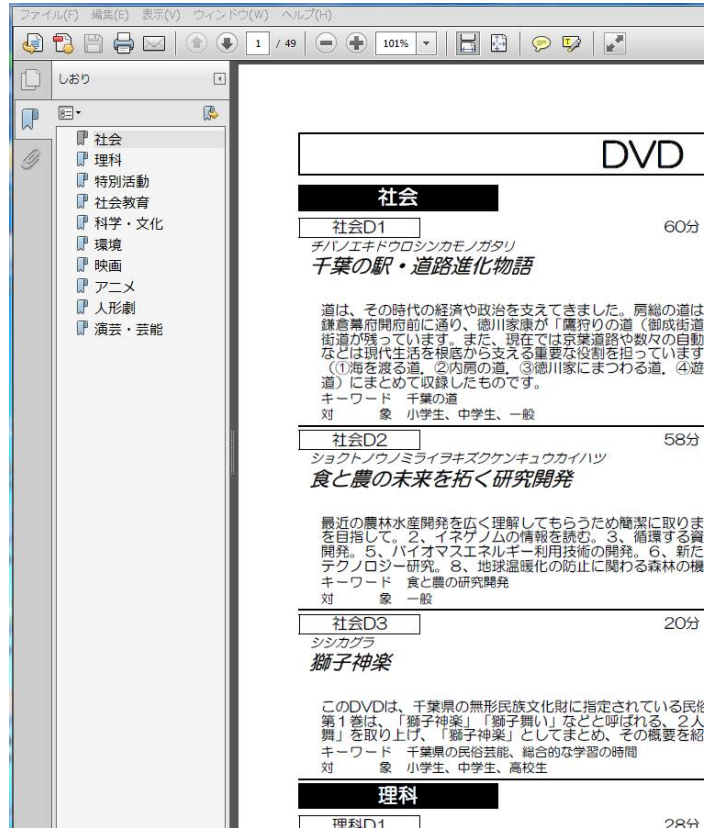 ファイル(F) 編集(E) 表示(V) ウィンドウ(W) ヘルプ(H)
1 / 49
101%
しおり
社会
理科
特別活動
社会教育
科学・文化
環境
映画
アニメ
人形劇
演芸・芸能
DVD
社会
社会D1 60分
チバノエキドウロシンカモノガタリ
千葉の駅・道路進化物語
道は、その時代の経済や政治を支えてきました。房総の道は
鎌倉幕府開府前に通り、徳川家康が「鷹狩りの道（御成街道
街道が残っています。また、現在では京葉道路や数々の自動
などは現代生活を根底から支える重要な役割を担っています
（①海を渡る道，②内房の道，③徳川家にまつわる道，④遊
道）にまとめて収録したものです。
キーワード 千葉の道
対 象 小学生、中学生、一般
社会D2 58分
ショクトノウノミライヲキズクケンキュウカイハツ
食と農の未来を拓く研究開発
最近の農林水産開発を広く理解してもらうため簡潔に取りま
を目指して。2、イネゲノムの情報を読む。3、循環する資
開発。5、バイオマスエネルギー利用技術の開発。6、新た
テクノロジー研究。8、地球温暖化の防止に関わる森林の機
キーワード 食と農の研究開発
対 象 一般
社会D3 20分
シシカグラ
獅子神楽
このDVDは、千葉県の無形民族文化財に指定されている民俗
第1巻は、「獅子神楽」「獅子舞い」などと呼ばれる、2人
舞」を取り上げ、「獅子神楽」としてまとめ、その概要を紹
キーワード 千葉県の民俗芸能、総合的な学習の時間
対 象 小学生、中学生、高校生
理科
理科D1 28分